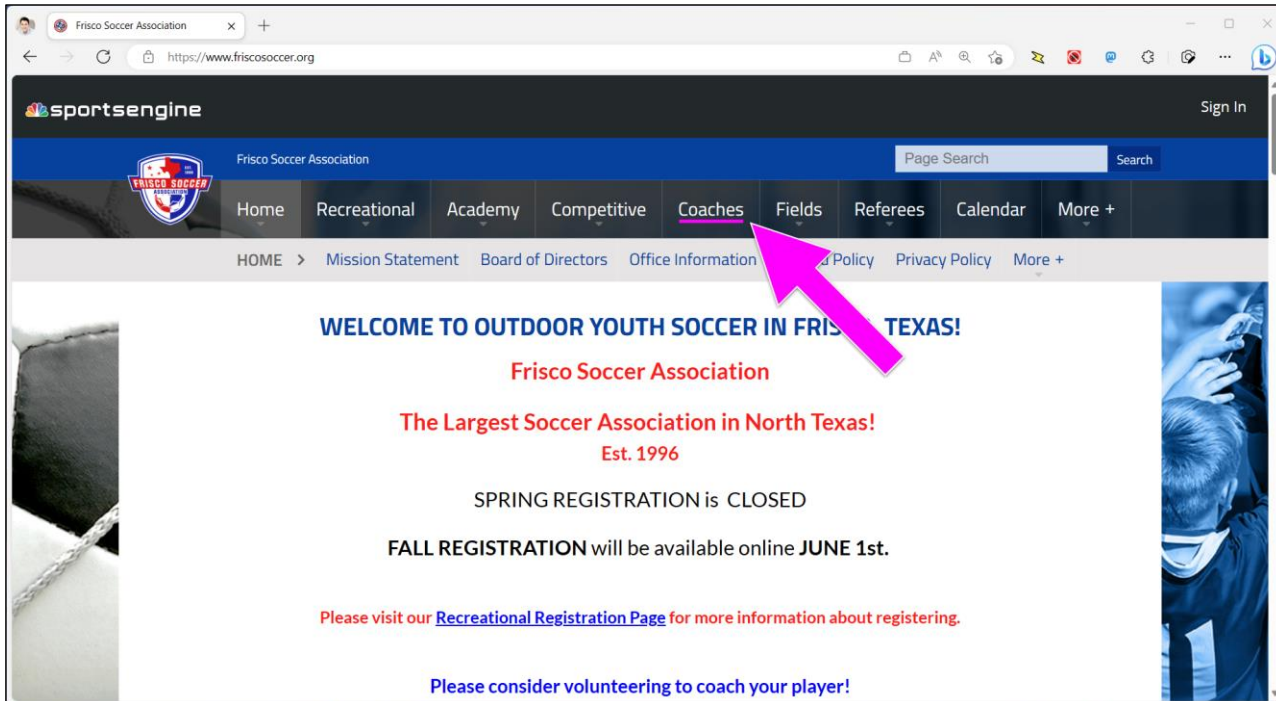 Frisco Soccer Association
https://www.friscosoccer.org
sportsengine
Sign In
Frisco Soccer Association
Page Search
Search
FRISCO SOCCER
ASSOCIATION
Home
Recreational
Academy
Competitive
Coaches
Fields
Referees
Calendar
More +
HOME >
Mission Statement
Board of Directors
Office Information
Policy
Privacy Policy
More +
WELCOME TO OUTDOOR YOUTH SOCCER IN TEXAS!
Frisco Soccer Association
The Largest Soccer Association in North Texas!
Est. 1996
SPRING REGISTRATION is CLOSED
FALL REGISTRATION will be available online JUNE 1st.
Please visit our Recreational Registration Page for more information about registering.
Please consider volunteering to coach your player!